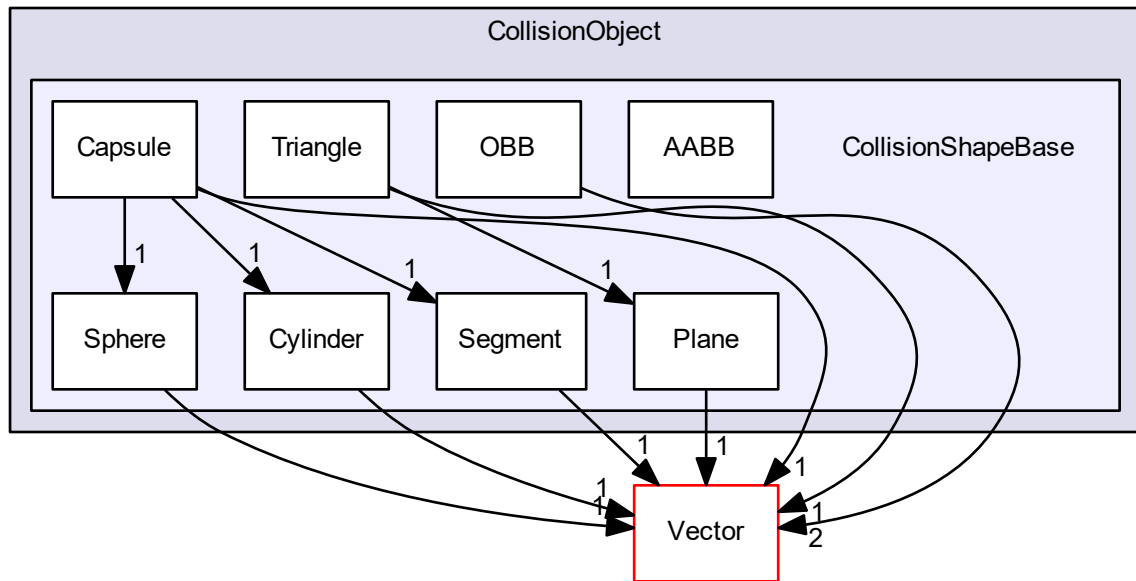 CollisionObject
Capsule
Triangle
OBB
AABB
CollisionShapeBase
1
1
1
1
Sphere
Cylinder
Segment
Plane
1
1
1
1
1
1
2
Vector